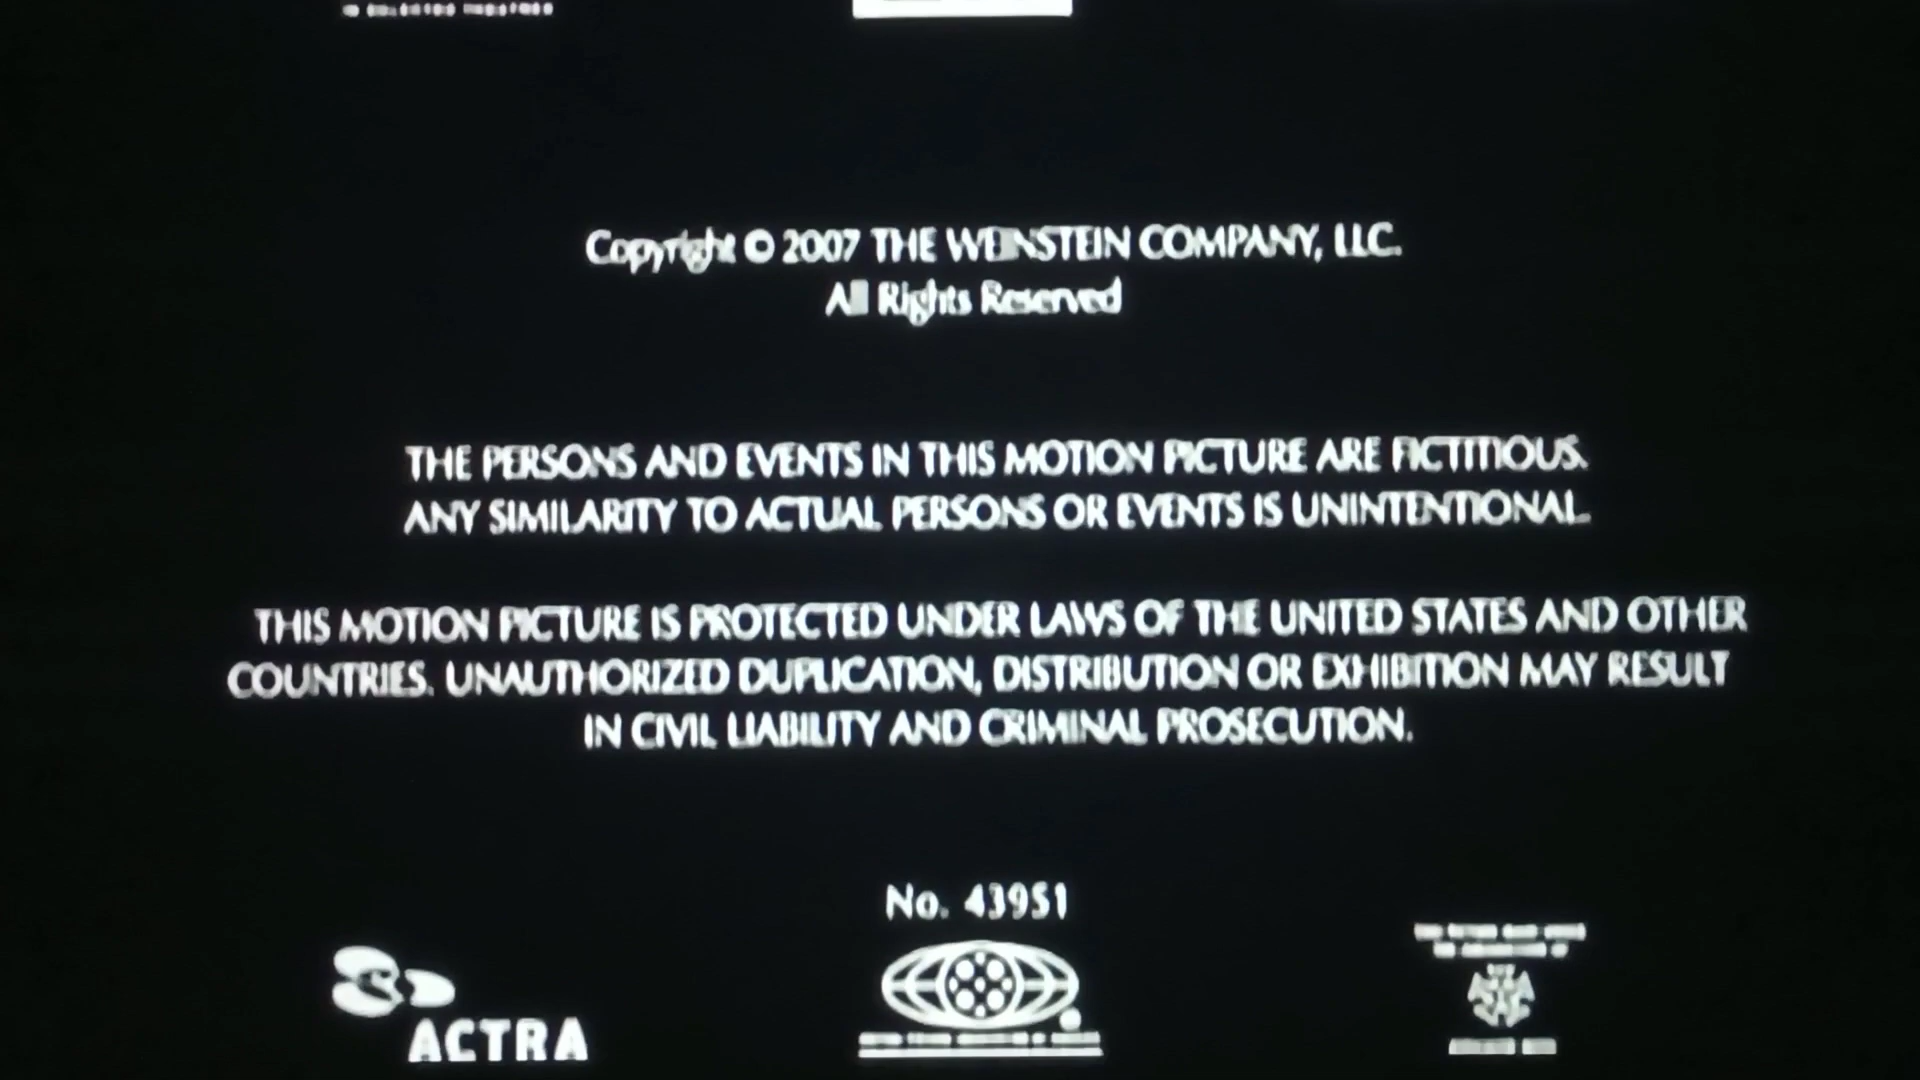 Copyright © 2007 THE WEINSTEIN COMPANY, LLC.
All Rights Reserved
THE PERSONS AND EVENTS IN THIS MOTION PICTURE ARE FICTITIOUS.
ANY SIMILARITY TO ACTUAL PERSONS OR EVENTS IS UNINTENTIONAL.
THIS MOTION PICTURE IS PROTECTED UNDER LAWS OF THE UNITED STATES AND OTHER
COUNTRIES. UNAUTHORIZED DUPLICATION, DISTRIBUTION OR EXHIBITION MAY RESULT
IN CIVIL LIABILITY AND CRIMINAL PROSECUTION.
No. 43951
ACTRA